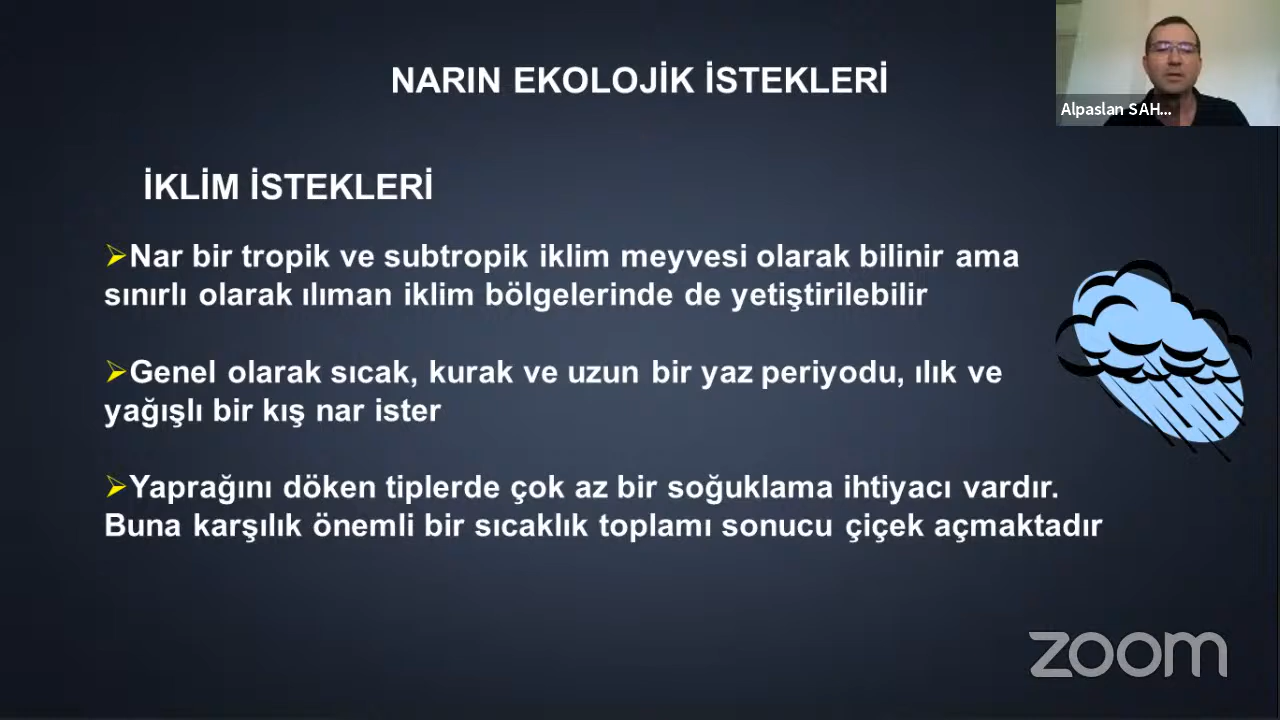 NARIN EKOLOJİK İSTEKLERİ
Alpaslan SAH...
İKLİM İSTEKLERİ
➢Nar bir tropik ve subtropik iklim meyvesi olarak bilinir ama
sınırlı olarak ılıman iklim bölgelerinde de yetiştirilebilir
➢Genel olarak sıcak, kurak ve uzun bir yaz periyodu, ılık ve
yağışlı bir kış nar ister
➢Yaprağını döken tiplerde çok az bir soğuklama ihtiyacı vardır.
Buna karşılık önemli bir sıcaklık toplamı sonucu çiçek açmaktadır
zoom